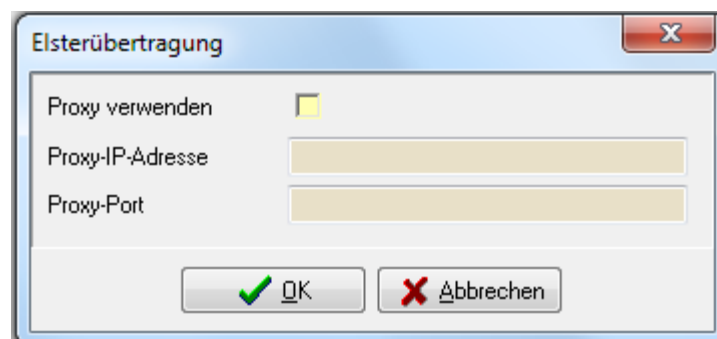 Elsterübertragung
Proxy verwenden
Proxy-IP-Adresse
Proxy-Port
OK Abbrechen